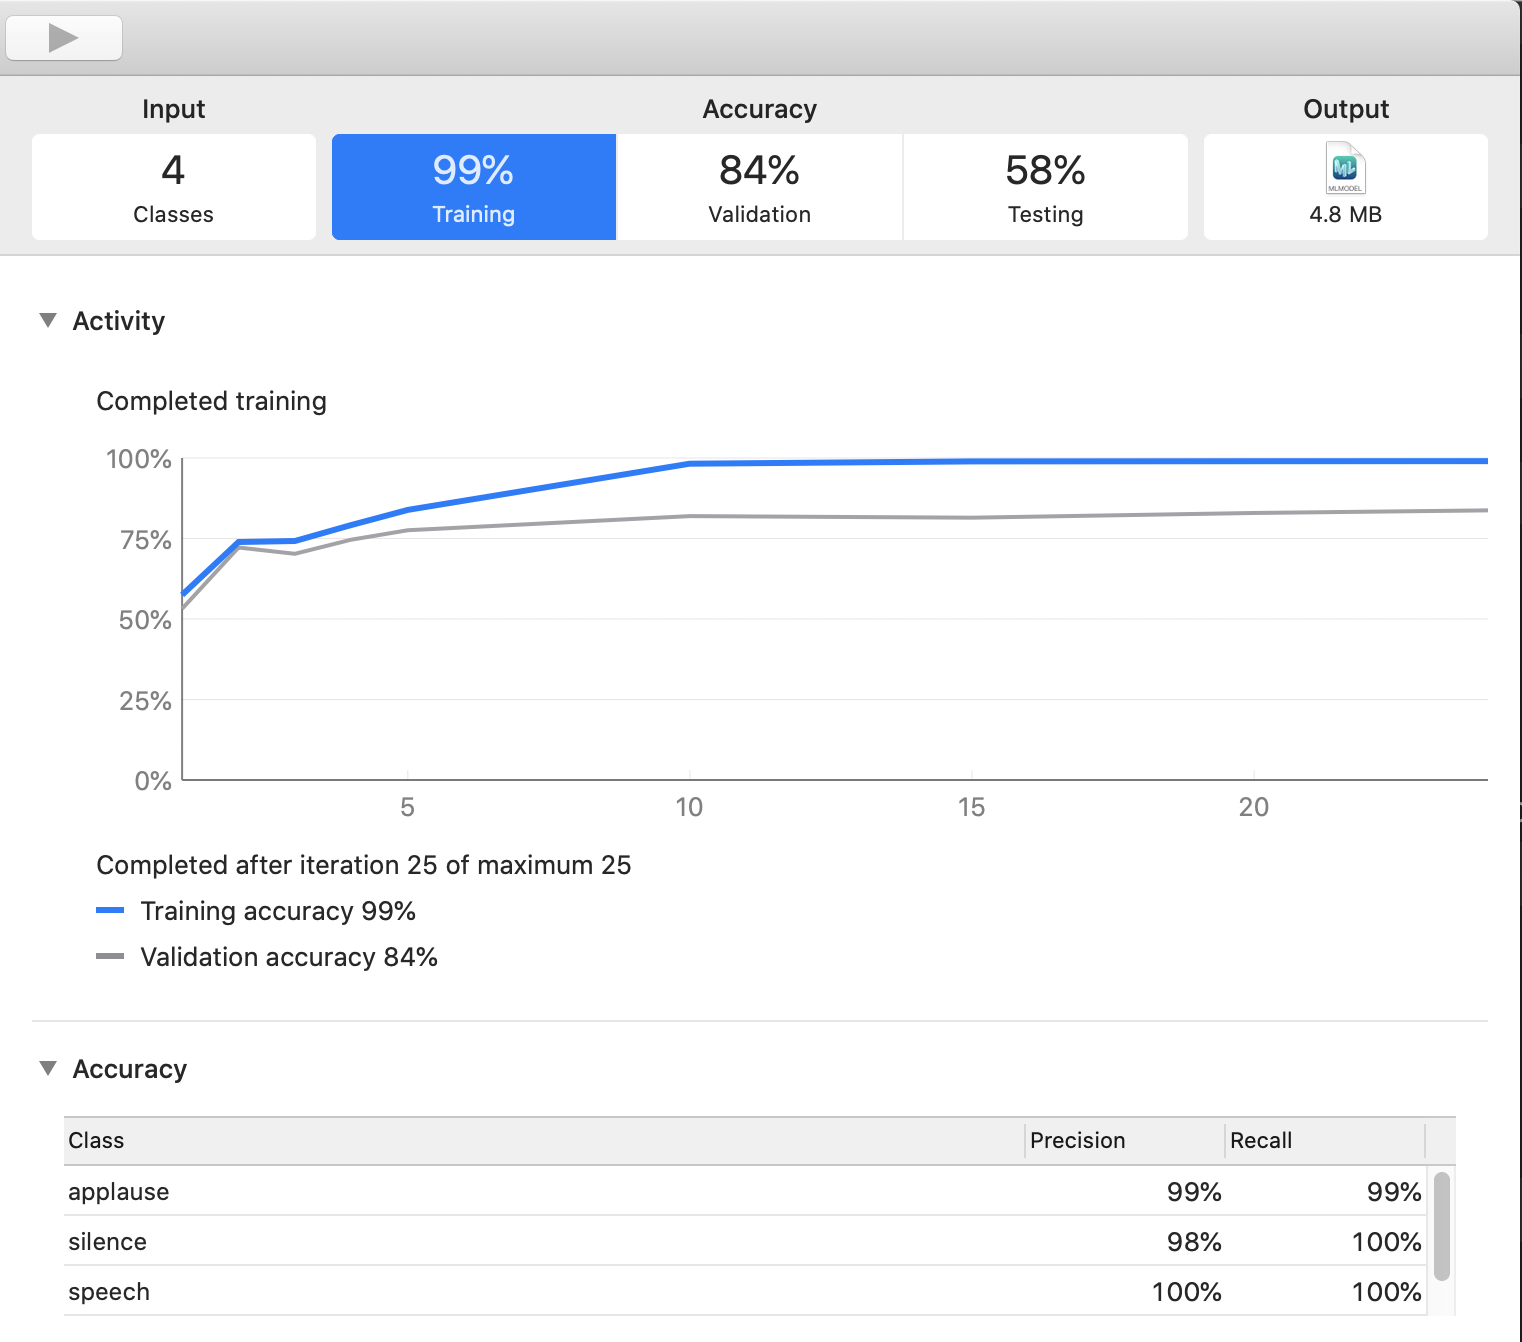 Input Accuracy Output
4 99% 84% 58% ML MLMODEL
Classes Training Validation Testing 4.8 MB
Activity
Completed training
100%
75%
50%
25%
0%
5 10 15 20
Completed after iteration 25 of maximum 25
Training accuracy 99%
Validation accuracy 84%
Accuracy
Class Precision Recall
applause 99% 99%
silence 98% 100%
speech 100% 100%